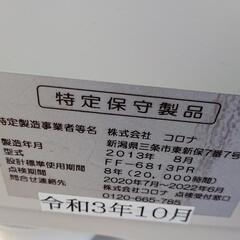 特定保守製品
特定製造事業者等名 株式会社 コロナ
新潟県三条市東新保7番7号
製造年月 2013年 8月
型式 FF-6813PR
設計標準使用期間 8年(20,000時間)
点検期間 2020年7月～2022年6月
問合せ連絡先 株式会社コロナ 点検受付窓口
0120-665-785
令和3年10月